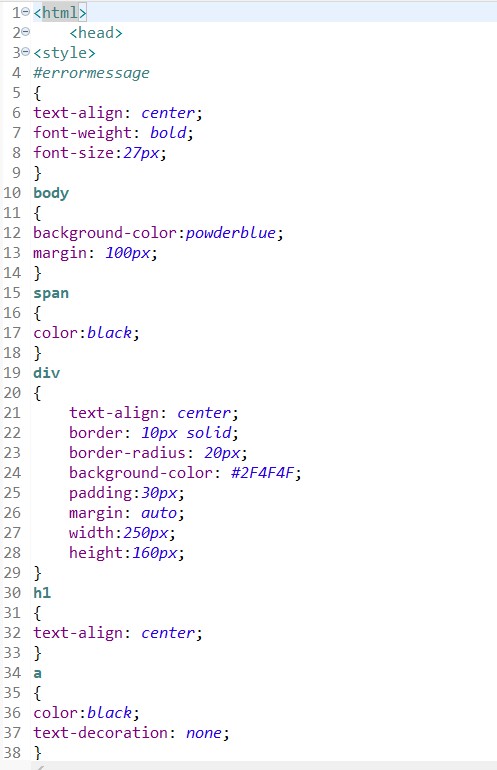 1 <html>
2 <head>
3 <style>
4 #errormessage
5 {
6 text-align: center;
7 font-weight: bold;
8 font-size:27px;
9 }
10 body
11 {
12 background-color:powderblue;
13 margin: 100px;
14 }
15 span
16 {
17 color:black;
18 }
19 div
20 {
21     text-align: center;
22     border: 10px solid;
23     border-radius: 20px;
24     background-color: #2F4F4F;
25     padding:30px;
26     margin: auto;
27     width:250px;
28     height:160px;
29 }
30 h1
31 {
32 text-align: center;
33 }
34 a
35 {
36 color:black;
37 text-decoration: none;
38 }